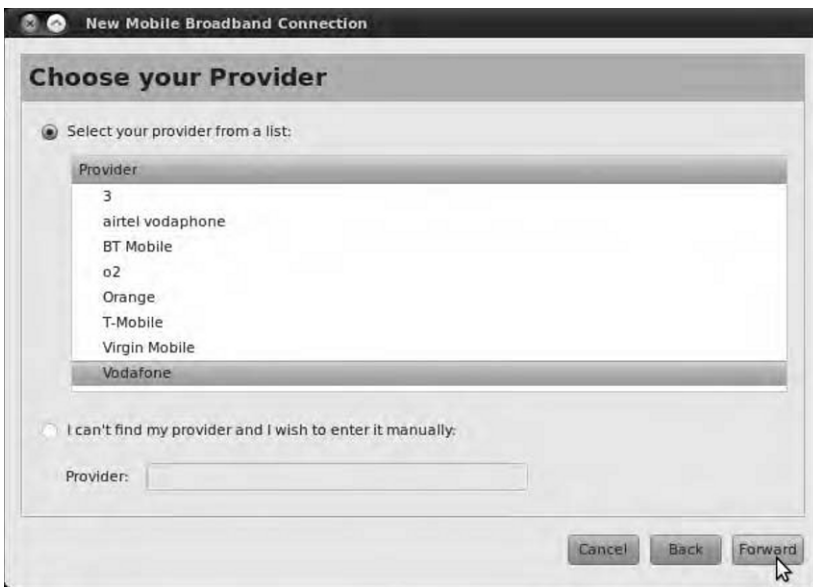 New Mobile Broadband Connection
Choose your Provider
Select your provider from a list:
Provider
3
airtel vodaphone
BT Mobile
o2
Orange
T-Mobile
Virgin Mobile
Vodafone
I can't find my provider and I wish to enter it manually:
Provider:
Cancel Back Forward